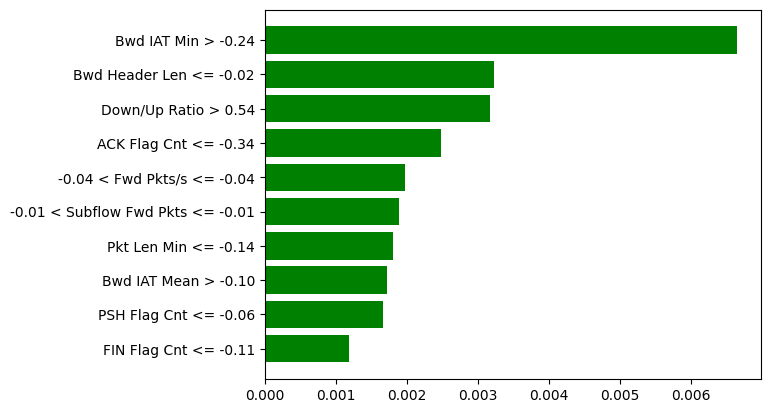 Bwd IAT Min > -0.24
Bwd Header Len <= -0.02
Down/Up Ratio > 0.54
ACK Flag Cnt <= -0.34
-0.04 < Fwd Pkts/s <= -0.04
-0.01 < Subflow Fwd Pkts <= -0.01
Pkt Len Min <= -0.14
Bwd IAT Mean > -0.10
PSH Flag Cnt <= -0.06
FIN Flag Cnt <= -0.11
0.000 0.001 0.002 0.003 0.004 0.005 0.006